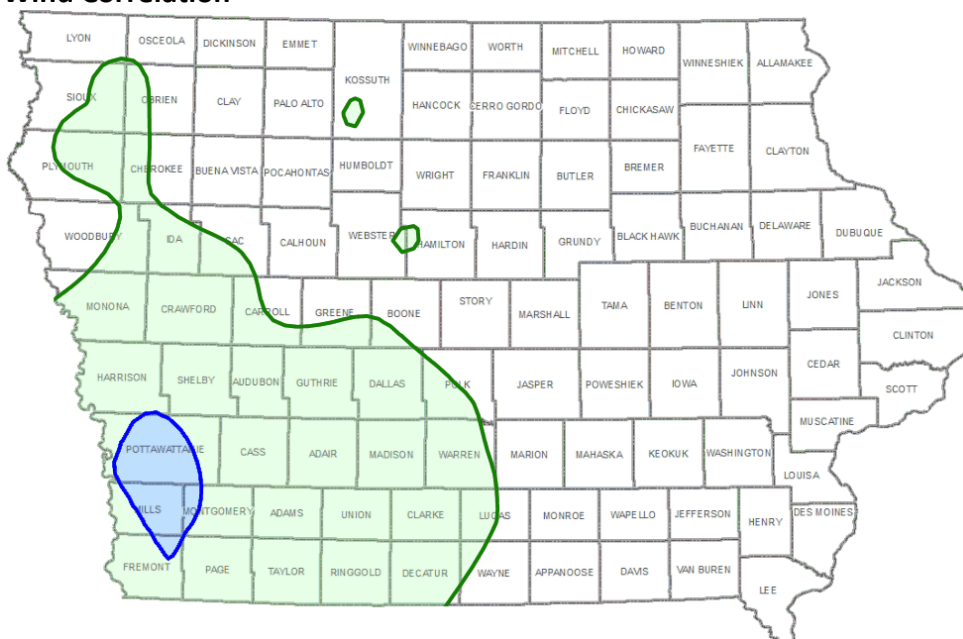 Wind Correlation
LYON OSCEOLA DICKINSON EMMET WINNEBAGO WORTH MITCHELL HOWARD WINNESHIEK ALLAMAKEE
KOSSUTH
SIOUX OBRIEN CLAY PALO ALTO HANCOCK CERRO GORDO FLOYD CHICKASAW
PLYMOUTH CHEROKEE BUENA VISTA POCAHONTAS HUMBOLDT WRIGHT FRANKLIN BUTLER BREMER FAYETTE CLAYTON
WOODBURY IDA SAC CALHOUN WEBSTER HAMILTON HARDIN GRUNDY BLACK HAWK BUCHANAN DELAWARE DUBUQUE
MONONA CRAWFORD CARROLL GREENE BOONE STORY MARSHALL TAMA BENTON LINN JONES JACKSON
CLINTON
HARRISON SHELBY AUDUBON GUTHRIE DALLAS POLK JASPER POWESHIEK IOWA JOHNSON CEDAR SCOTT
MUSCATINE
POTTAWATTAMIE CASS ADAIR MADISON WARREN MARION MAHASKA KEOKUK WASHINGTON
LOUISA
MILLS MONTGOMERY ADAMS UNION CLARKE LUCAS MONROE WAPELLO JEFFERSON HENRY DES MOINES
FREMONT PAGE TAYLOR RINGGOLD DECATUR WAYNE APPANOOSE DAVIS VAN BUREN
LEE